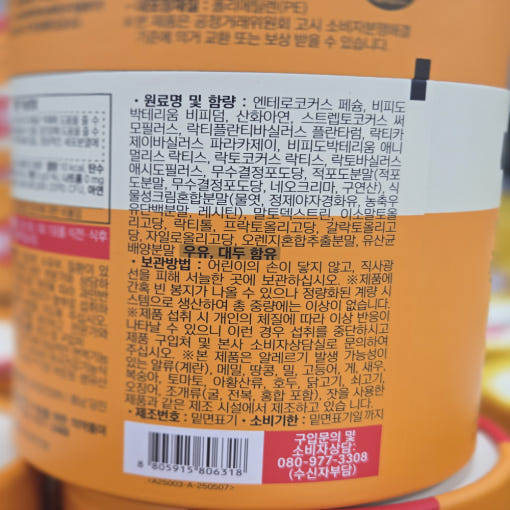 내포장재질 : 폴리에틸렌(PE)
※본 제품은 공정거래위원회 고시 소비자분쟁해결
기준에 의거 교환 또는 보상 받을 수 있습니다.
• 원료명 및 함량 : 엔테로코커스 페슘, 비피도
박테리움 비피덤, 산화아연, 스트렙토코커스 써
모필러스, 락티플란티바실러스 플란타럼, 락티카
제이바실러스 파라카제이, 비피도박테리움 애니
멀리스 락티스, 락토코커스 락티스, 락토바실러스
애시도필러스, 무수결정포도당, 적포도분말(적포
도분말, 무수결정포도당, 네오크리마, 구연산), 식
물성크림혼합분말(물엿, 정제야자경화유, 농축우
유단백분말, 레시틴), 말토덱스트린, 이소말토올
리고당, 락티톨, 프락토올리고당, 갈락토올리고
당, 자일로올리고당, 오렌지혼합추출분말, 유산균
배양분말 우유, 대두 함유
• 보관방법 : 어린이의 손이 닿지 않고, 직사광
선을 피해 서늘한 곳에 보관하십시오. ※제품에
간혹 빈 봉지가 나올 수 있으나 정량화된 계량 시
스템으로 생산하여 총 중량에는 이상이 없습니다.
※제품 섭취 시 개인의 체질에 따라 이상 반응이
나타날 수 있으니 이런 경우 섭취를 중단하시고
제품 구입처 및 본사 소비자상담실로 문의하여
주십시오. ※본 제품은 알레르기 발생 가능성이
있는 알류(계란), 메밀, 땅콩, 밀, 고등어, 게, 새우,
복숭아, 토마토, 아황산류, 호두, 닭고기, 쇠고기,
오징어, 조개류(굴, 전복, 홍합 포함), 잣을 사용한
제품과 같은 제조 시설에서 제조하고 있습니다.
• 제조번호 : 밑면표기 • 소비기한 : 밑면표기일까지
8 805915 806318
<A25003-A-250507>
구입문의 및
소비자상담:
080-977-3308
(수신자부담)